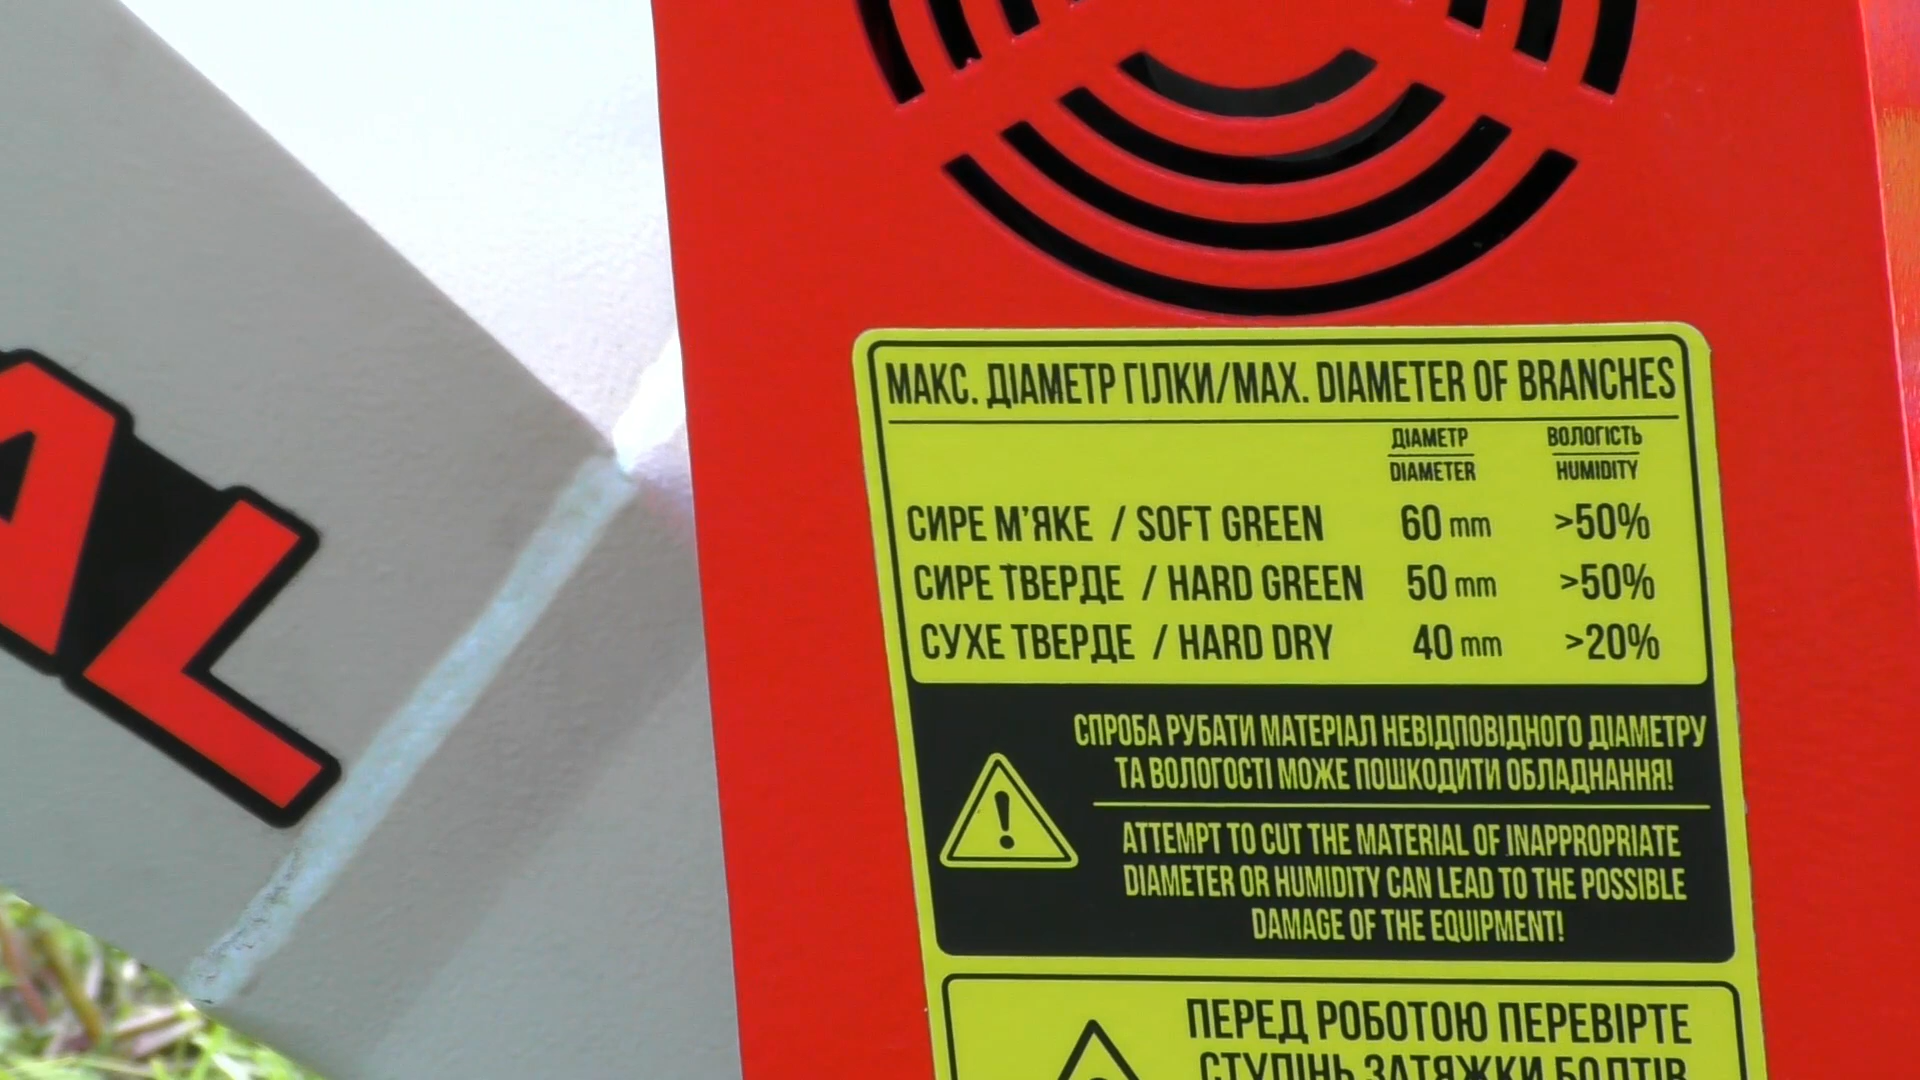 AL
МАКС. ДІАМЕТР ГІЛКИ/MAX. DIAMETER OF BRANCHES
ДІАМЕТР ВОЛОГІСТЬ
DIAMETER HUMIDITY
СИРЕ М’ЯКЕ / SOFT GREEN 60 mm >50%
СИРЕ ТВЕРДЕ / HARD GREEN 50 mm >50%
СУХЕ ТВЕРДЕ / HARD DRY 40 mm >20%
СПРОБА РУБАТИ МАТЕРІАЛ НЕВІДПОВІДНОГО ДІАМЕТРУ
ТА ВОЛОГОСТІ МОЖЕ ПОШКОДИТИ ОБЛАДНАННЯ!
ATTEMPT TO CUT THE MATERIAL OF INAPPROPRIATE
DIAMETER OR HUMIDITY CAN LEAD TO THE POSSIBLE
DAMAGE OF THE EQUIPMENT!
ПЕРЕД РОБОТОЮ ПЕРЕВІРТЕ
СТУПІНЬ ЗАТЯЖКИ БОЛТІВ